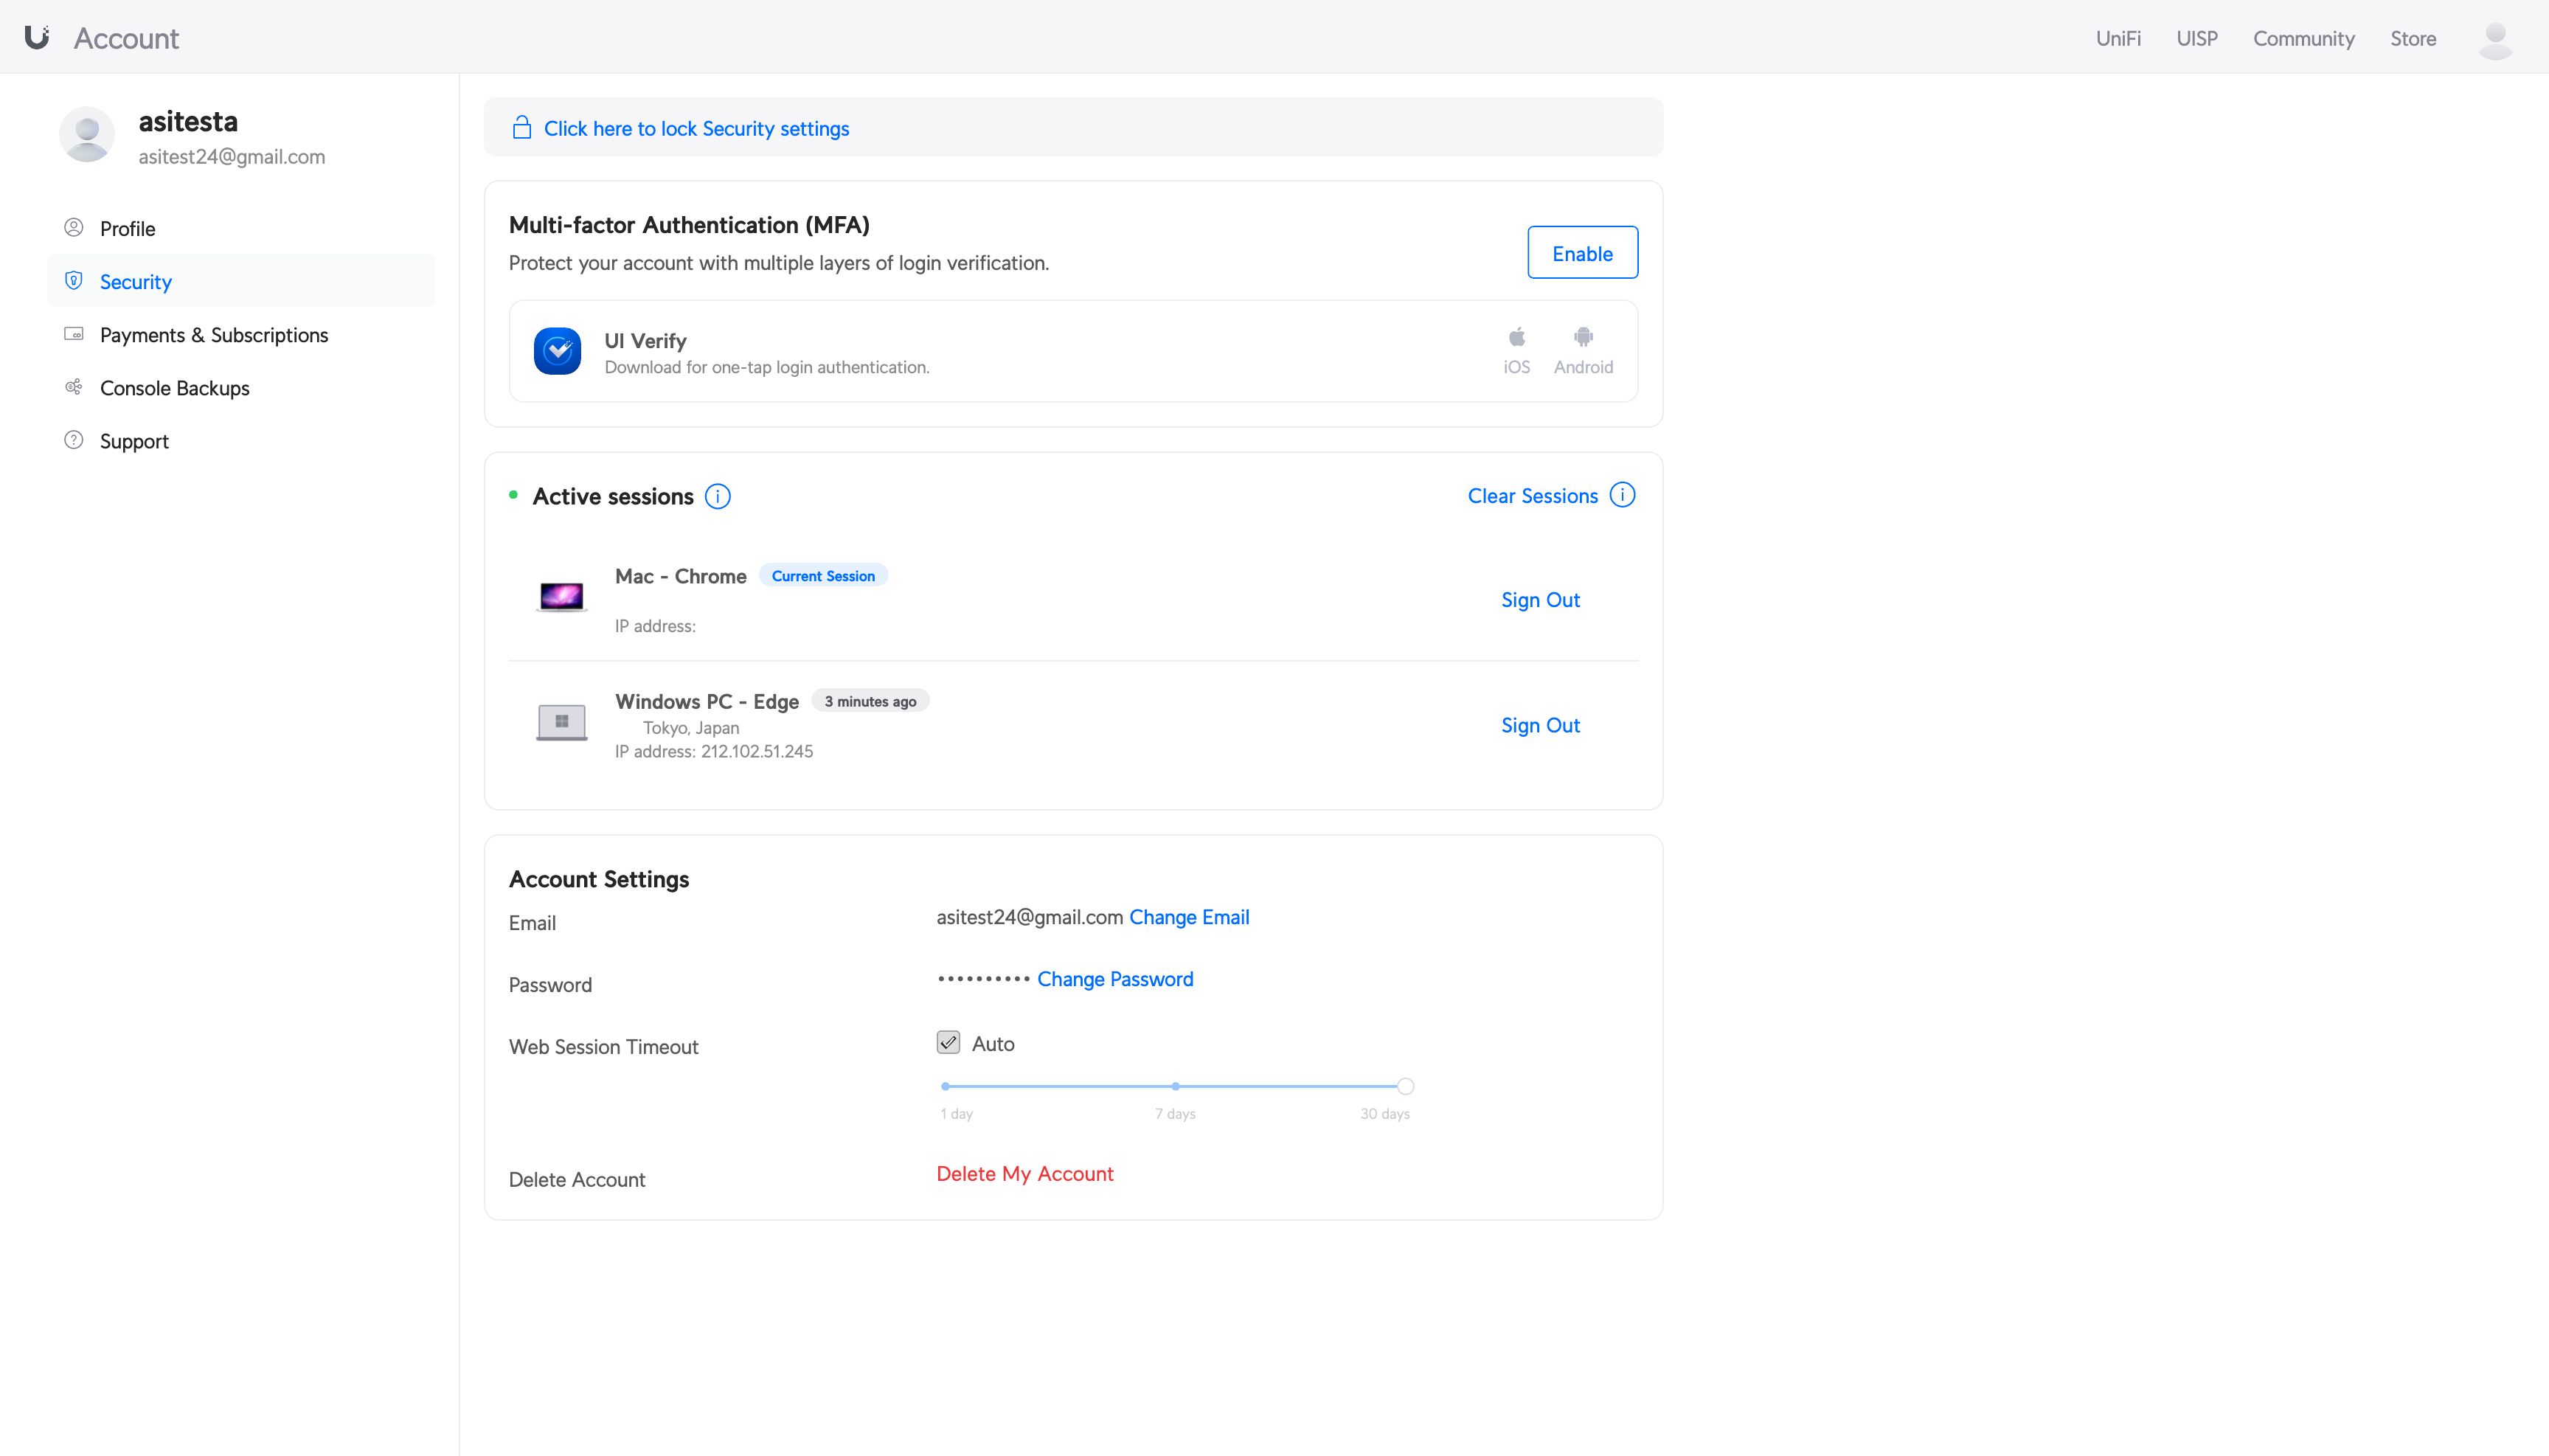 Account
UniFi
UISP
Community
Store
asitesta
asitest24@gmail.com
Profile
Security
Payments & Subscriptions
Console Backups
Support
Click here to lock Security settings
Multi-factor Authentication (MFA)
Protect your account with multiple layers of login verification.
Enable
UI Verify
Download for one-tap login authentication.
iOS
Android
Active sessions
Clear Sessions
Mac - Chrome
Current Session
IP address:
Sign Out
Windows PC - Edge
3 minutes ago
Tokyo, Japan
IP address: 212.102.51.245
Sign Out
Account Settings
Email
asitest24@gmail.com Change Email
Password
•••••••••• Change Password
Web Session Timeout
Auto
1 day
7 days
30 days
Delete Account
Delete My Account